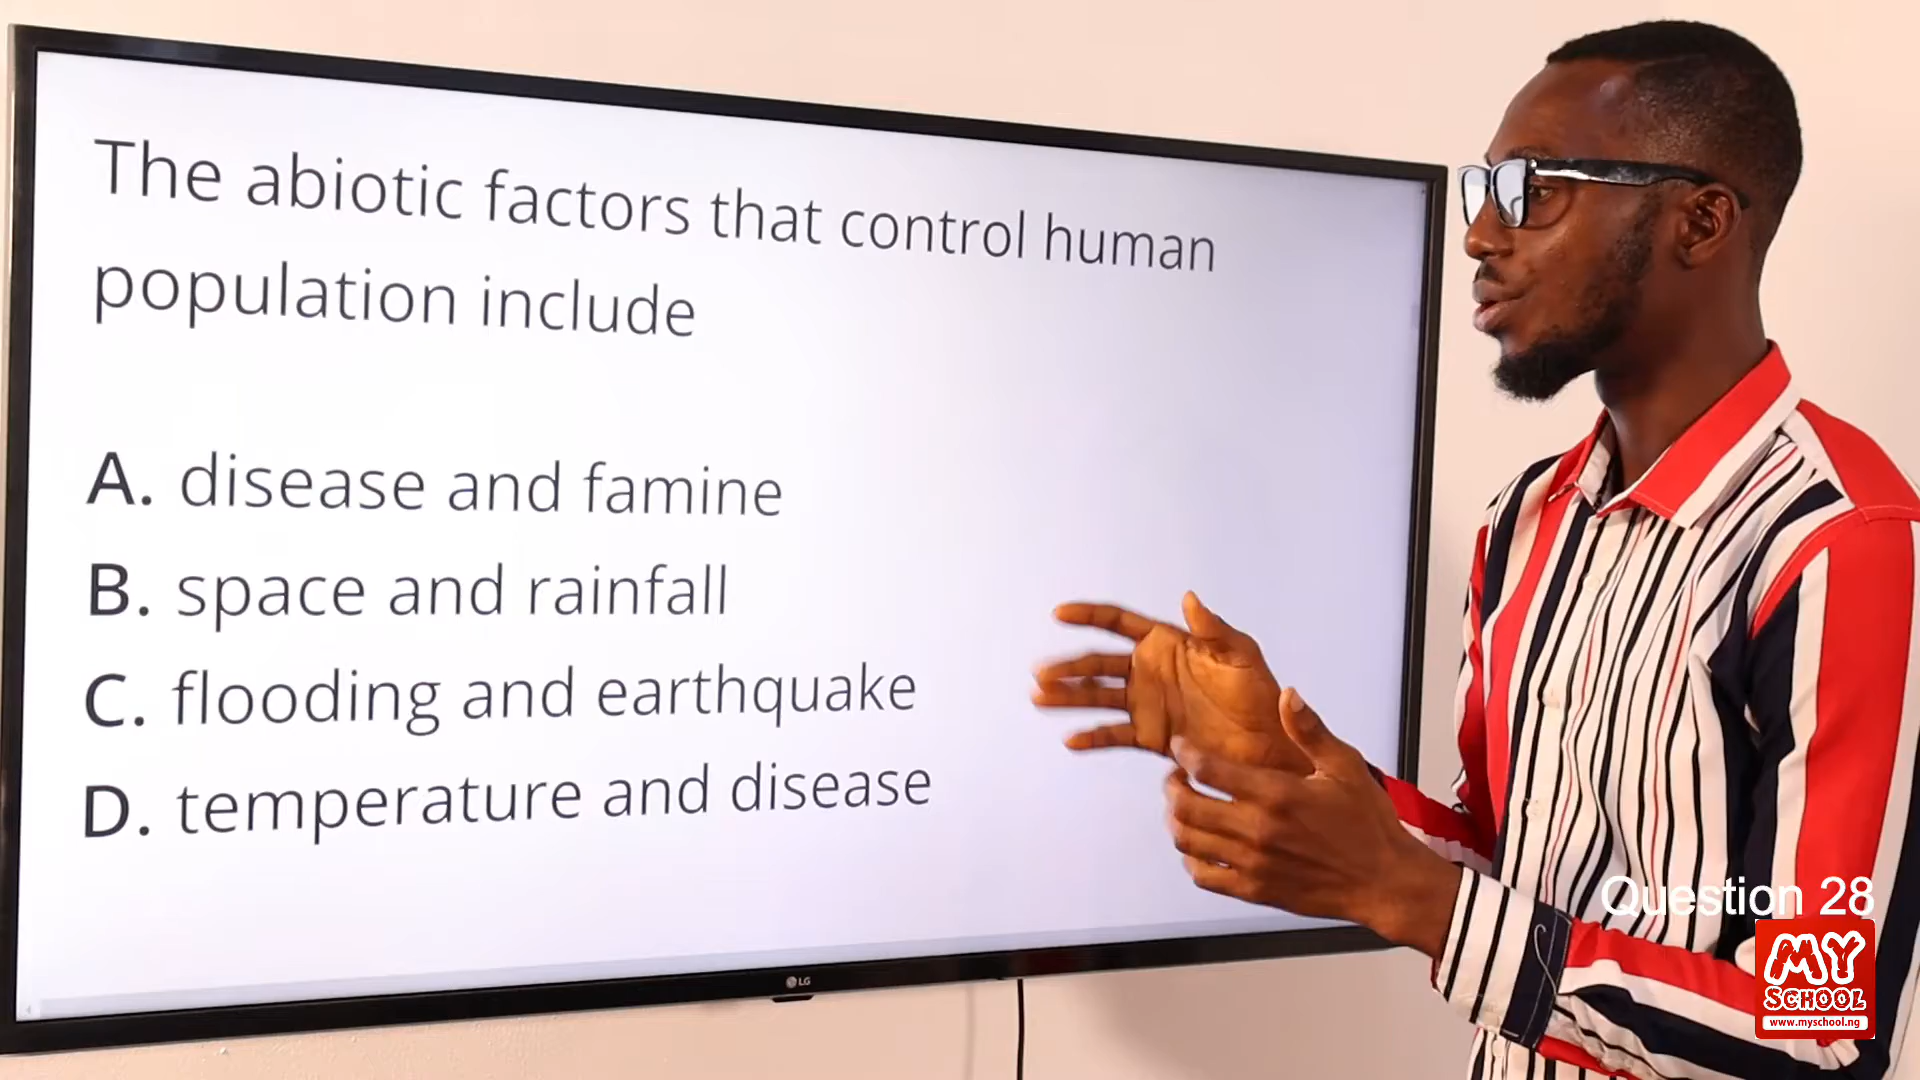 The abiotic factors that control human
population include
A. disease and famine
B. space and rainfall
C. flooding and earthquake
D. temperature and disease
LG
Question 28
MY
SCHOOL
www.myschool.ng